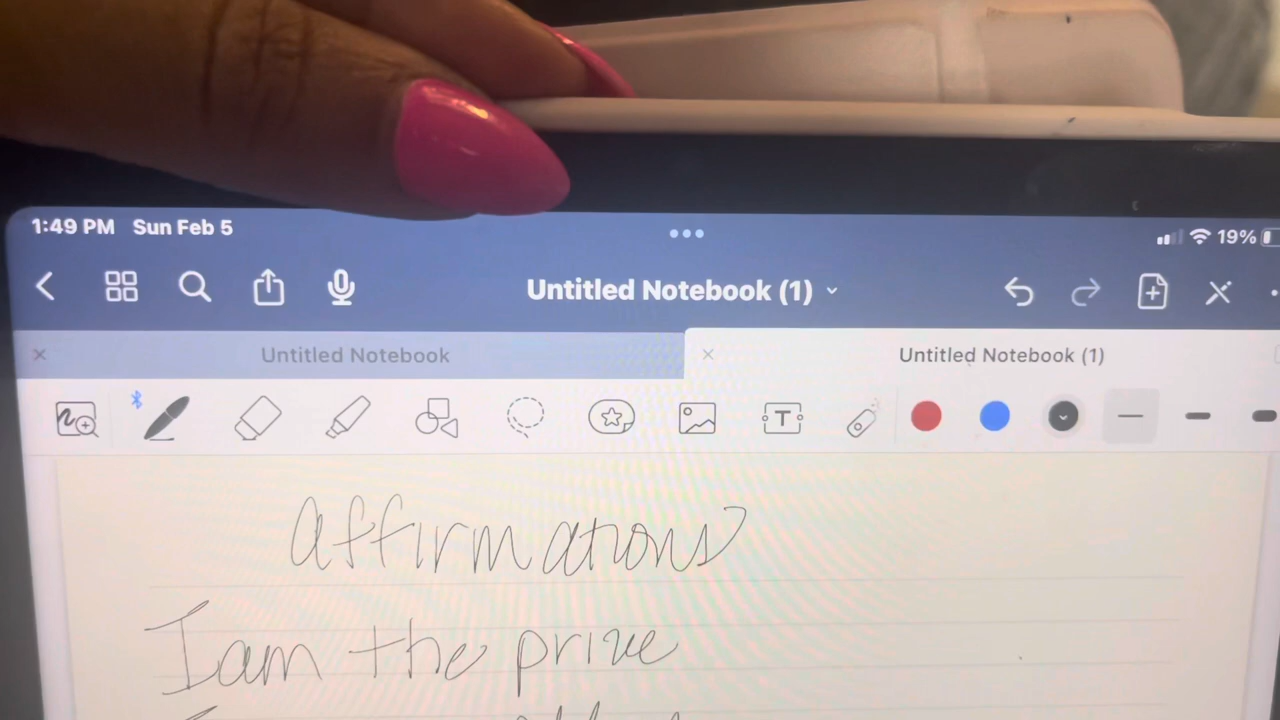 1:49 PM Sun Feb 5
19%
Untitled Notebook (1)
Untitled Notebook
Untitled Notebook (1)
T
affirmations
I am the prize